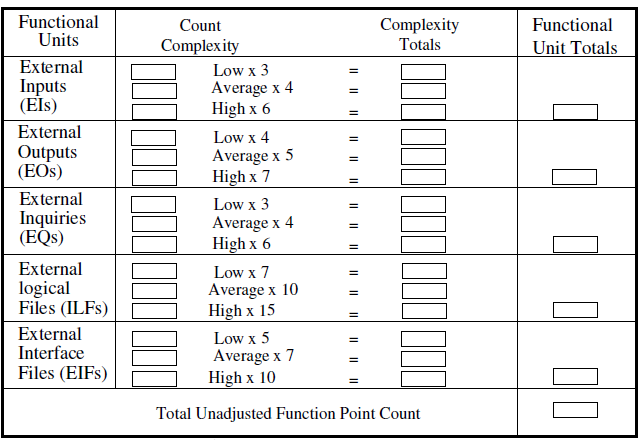 Functional Units
Count Complexity
Complexity Totals
Functional Unit Totals
External Inputs (EIs)
Low x 3 =
Average x 4 =
High x 6 =
External Outputs (EOs)
Low x 4 =
Average x 5 =
High x 7 =
External Inquiries (EQs)
Low x 3 =
Average x 4 =
High x 6 =
External logical Files (ILFs)
Low x 7 =
Average x 10 =
High x 15 =
External Interface Files (EIFs)
Low x 5 =
Average x 7 =
High x 10 =
Total Unadjusted Function Point Count